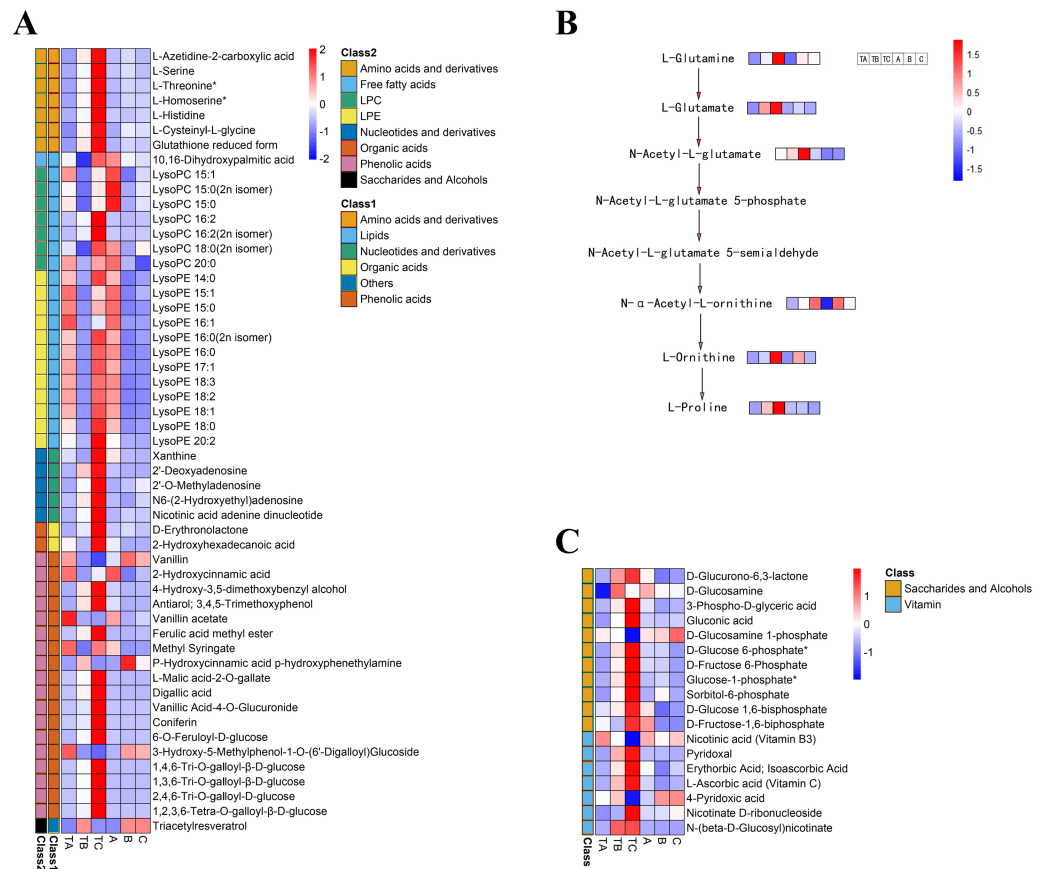 A
L-Azetidine-2-carboxylic acid
L-Serine
L-Threonine*
L-Homoserine*
L-Histidine
L-Cysteinyl-L-glycine
Glutathione reduced form
10,16-Dihydroxypalmitic acid
LysoPC 15:1
LysoPC 15:0(2n isomer)
LysoPC 15:0
LysoPC 16:2
LysoPC 16:2(2n isomer)
LysoPC 18:0(2n isomer)
LysoPC 20:0
LysoPE 14:0
LysoPE 15:1
LysoPE 15:0
LysoPE 16:1
LysoPE 16:0(2n isomer)
LysoPE 16:0
LysoPE 17:1
LysoPE 18:3
LysoPE 18:2
LysoPE 18:1
LysoPE 18:0
LysoPE 20:2
Xanthine
2'-Deoxyadenosine
2'-O-Methyladenosine
N6-(2-Hydroxyethyl)adenosine
Nicotinic acid adenine dinucleotide
D-Erythronolactone
2-Hydroxyhexadecanoic acid
Vanillin
2-Hydroxycinnamic acid
4-Hydroxy-3,5-dimethoxybenzyl alcohol
Antiarol; 3,4,5-Trimethoxyphenol
Vanillin acetate
Ferulic acid methyl ester
Methyl Syringate
P-Hydroxycinnamic acid p-hydroxyphenethylamine
L-Malic acid-2-O-gallate
Digallic acid
Vanillic Acid-4-O-Glucuronide
Coniferin
6-O-Feruloyl-D-glucose
3-Hydroxy-5-Methylphenol-1-O-(6'-Digalloyl)Glucoside
1,4,6-Tri-O-galloyl-β-D-glucose
1,3,6-Tri-O-galloyl-β-D-glucose
2,4,6-Tri-O-galloyl-D-glucose
1,2,3,6-Tetra-O-galloyl-β-D-glucose
Triacetylresveratrol
Class2 Class1 TA TB TC A B C
2
1
0
-1
-2
Class2
Amino acids and derivatives
Free fatty acids
LPC
LPE
Nucleotides and derivatives
Organic acids
Phenolic acids
Saccharides and Alcohols
Class1
Amino acids and derivatives
Lipids
Nucleotides and derivatives
Organic acids
Others
Phenolic acids
B
L-Glutamine
TA TB TC A B C
L-Glutamate
N-Acetyl-L-glutamate
N-Acetyl-L-glutamate 5-phosphate
N-Acetyl-L-glutamate 5-semialdehyde
N-α-Acetyl-L-ornithine
L-Ornithine
L-Proline
1.5
1
0.5
0
-0.5
-1
-1.5
C
D-Glucurono-6,3-lactone
D-Glucosamine
3-Phospho-D-glyceric acid
Gluconic acid
D-Glucosamine 1-phosphate
D-Glucose 6-phosphate*
D-Fructose 6-Phosphate
Glucose-1-phosphate*
Sorbitol-6-phosphate
D-Glucose 1,6-bisphosphate
D-Fructose-1,6-biphosphate
Nicotinic acid (Vitamin B3)
Pyridoxal
Erythorbic Acid; Isoascorbic Acid
L-Ascorbic acid (Vitamin C)
4-Pyridoxic acid
Nicotinate D-ribonucleoside
N-(beta-D-Glucosyl)nicotinate
Class TA TB TC A B C
1
0
-1
Class
Saccharides and Alcohols
Vitamin